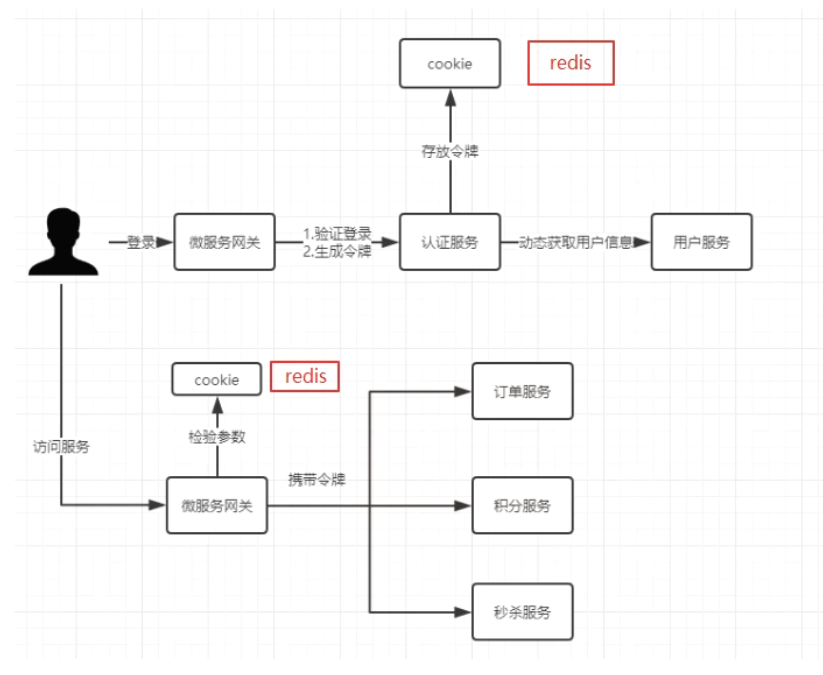 cookie
redis
存放令牌
登录
微服务网关
1.验证登录
2.生成令牌
认证服务
动态获取用户信息
用户服务
cookie
redis
订单服务
检验参数
访问服务
携带令牌
微服务网关
积分服务
秒杀服务